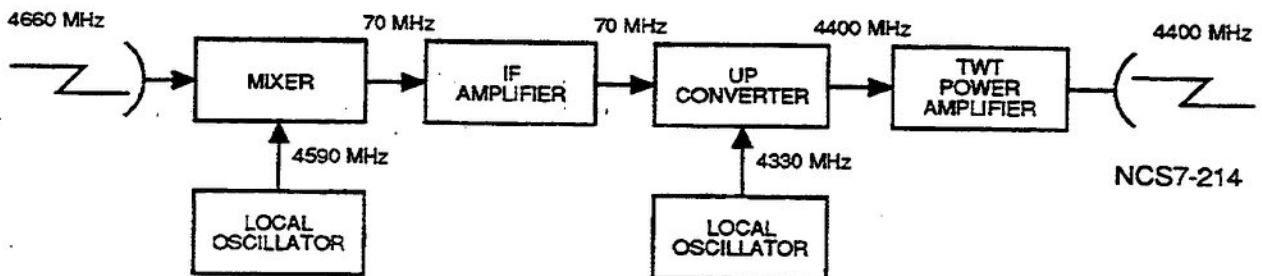 4660 MHz
70 MHz
70 MHz
4400 MHz
4400 MHz
MIXER
IF
AMPLIFIER
UP
CONVERTER
TWT
POWER
AMPLIFIER
4590 MHz
4330 MHz
NCS7-214
LOCAL
OSCILLATOR
LOCAL
OSCILLATOR